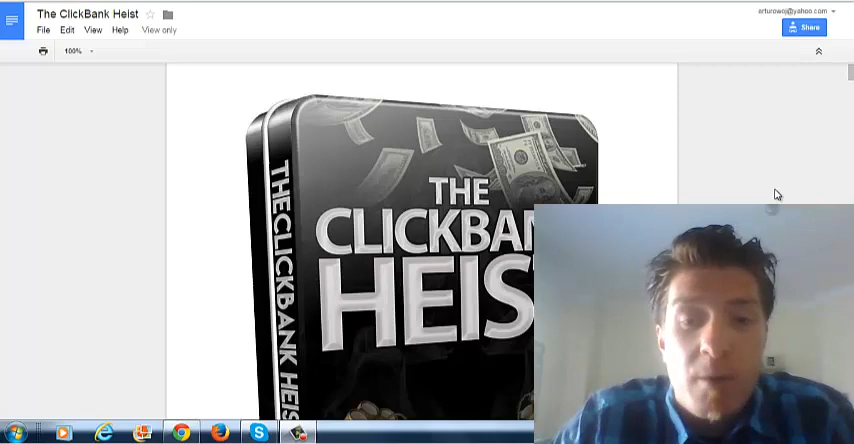 The ClickBank Heist
arturowoj@yahoo.com
File Edit View Help View only
Share
100%
THE
CLICKBAN
HEIST
THE CLICKBANK HEIS